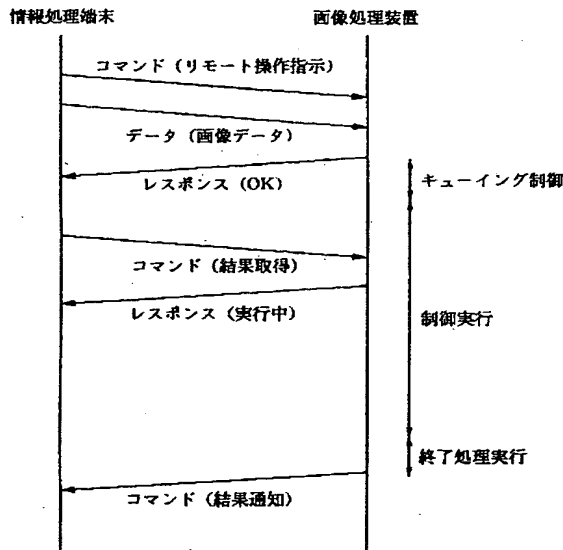 情報処理端末
画像処理装置
コマンド（リモート操作指示）
データ（画像データ）
レスポンス（OK）
キューイング制御
コマンド（結果取得）
レスポンス（実行中）
制御実行
終了処理実行
コマンド（結果通知）